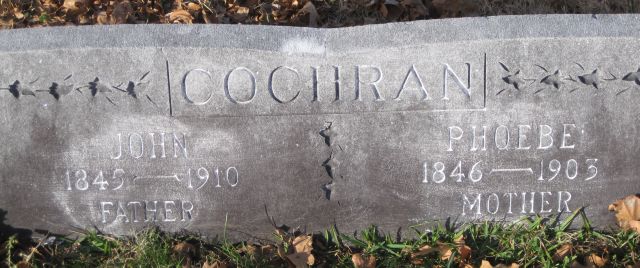 COCHRAN
JOHN
1845 — 1910
FATHER
PHOEBE
1846 — 1903
MOTHER